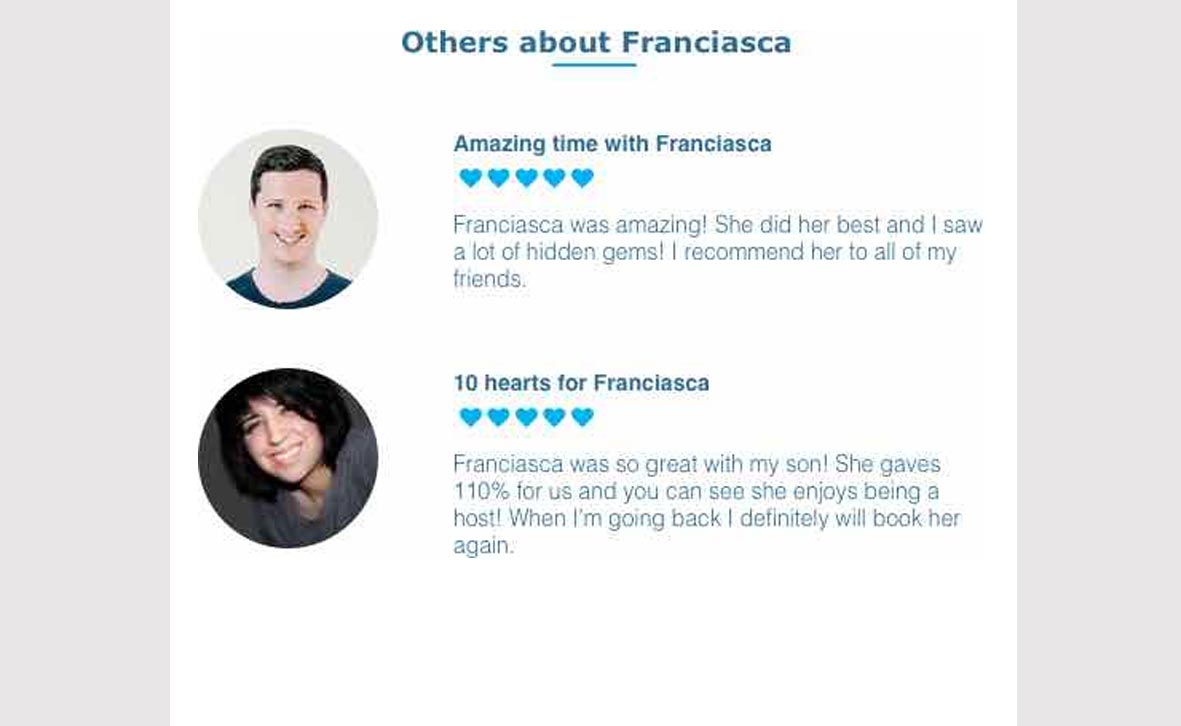 Others about Franciasca
Amazing time with Franciasca
Franciasca was amazing! She did her best and I saw
a lot of hidden gems! I recommend her to all of my
friends.
10 hearts for Franciasca
Franciasca was so great with my son! She gaves
110% for us and you can see she enjoys being a
host! When I'm going back I definitely will book her
again.